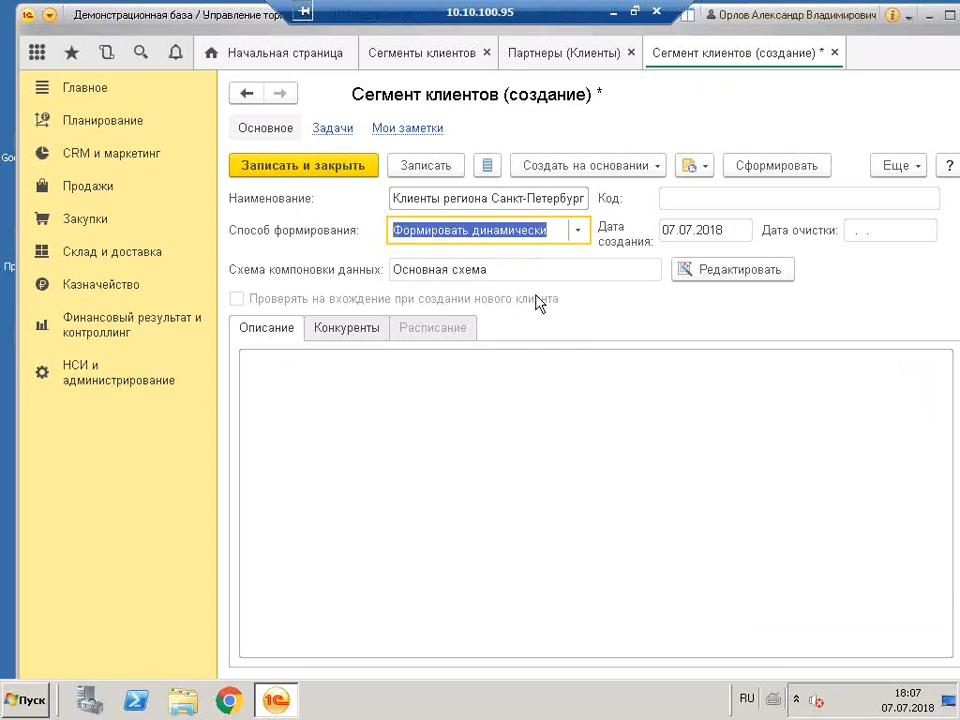 Демонстрационная база / Управление тор
10.10.100.95
Орлов Александр Владимирович
Начальная страница
Сегменты клиентов
Партнеры (Клиенты)
Сегмент клиентов (создание) *
Главное
Планирование
CRM и маркетинг
Продажи
Закупки
Склад и доставка
Казначейство
Финансовый результат и
контроллинг
НСИ и
администрирование
Сегмент клиентов (создание) *
Основное
Задачи
Мои заметки
Записать и закрыть
Записать
Создать на основании
Сформировать
Еще
?
Наименование:
Клиенты региона Санкт-Петербург
Код:
Способ формирования:
Формировать динамически
Дата
создания:
07.07.2018
Дата очистки:
. .
Схема компоновки данных:
Основная схема
Редактировать
Проверять на вхождение при создании нового клиента
Описание
Конкуренты
Расписание
Goo
Пр
Пуск
RU
18:07
07.07.2018